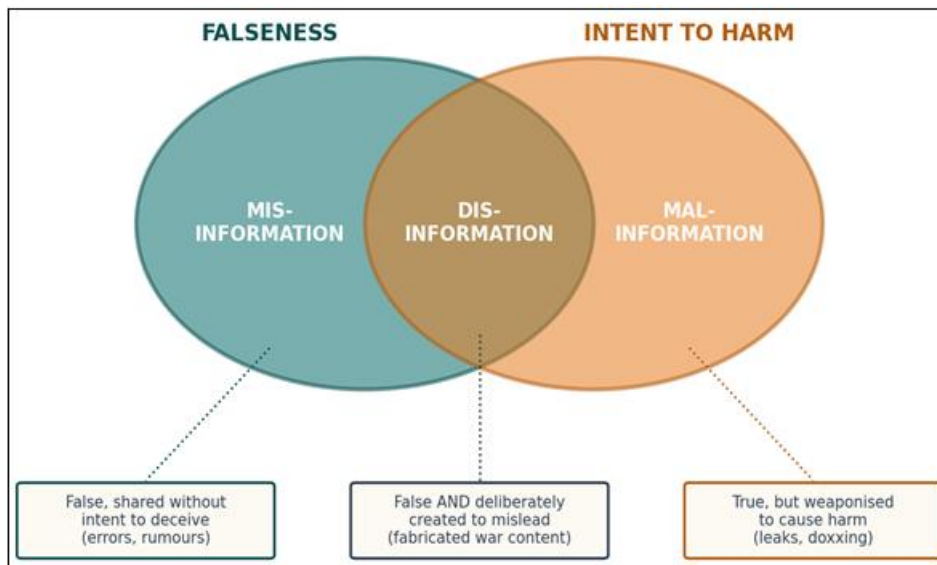 FALSENESS
INTENT TO HARM
MIS-
INFORMATION
DIS-
INFORMATION
MAL-
INFORMATION
False, shared without
intent to deceive
(errors, rumours)
False AND deliberately
created to mislead
(fabricated war content)
True, but weaponised
to cause harm
(leaks, doxxing)